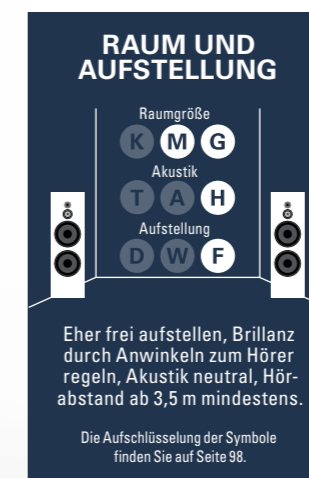 RAUM UND
AUFSTELLUNG
Raumgröße
K M G
Akustik
T A H
Aufstellung
D W F
Eher frei aufstellen, Brillanz
durch Anwinkeln zum Hörer
regeln, Akustik neutral, Hör-
abstand ab 3,5 m mindestens.
Die Aufschlüsselung der Symbole
finden Sie auf Seite 98.